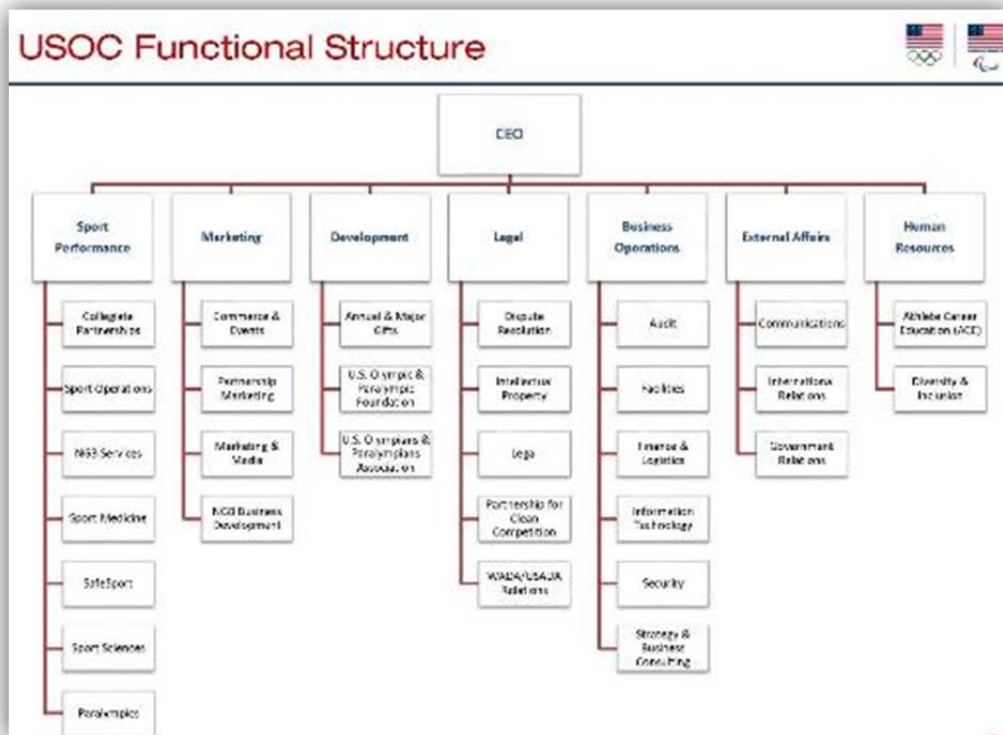 USOC Functional Structure
CEO
Sport
Performance
Marketing
Development
Legal
Business
Operations
External Affairs
Human
Resources
Collegiate
Partnerships
Sport Operations
NGB Services
Sport Medicine
SafeSport
Sport Sciences
Paralympics
Commerce &
Events
Partnership
Marketing
Marketing &
Media
NGB Business
Development
Annual & Major
Gifts
U.S. Olympic &
Paralympic
Foundation
U.S. Olympians &
Paralympians
Association
Dispute
Resolution
Intellectual
Property
Legal
Partnership for
Clean
Competition
WADA/USADA
Relations
Audit
Facilities
Finance &
Logistics
Information
Technology
Security
Strategy &
Business
Consulting
Communications
International
Relations
Government
Relations
Athlete Career
Education (ACE)
Diversity &
Inclusion